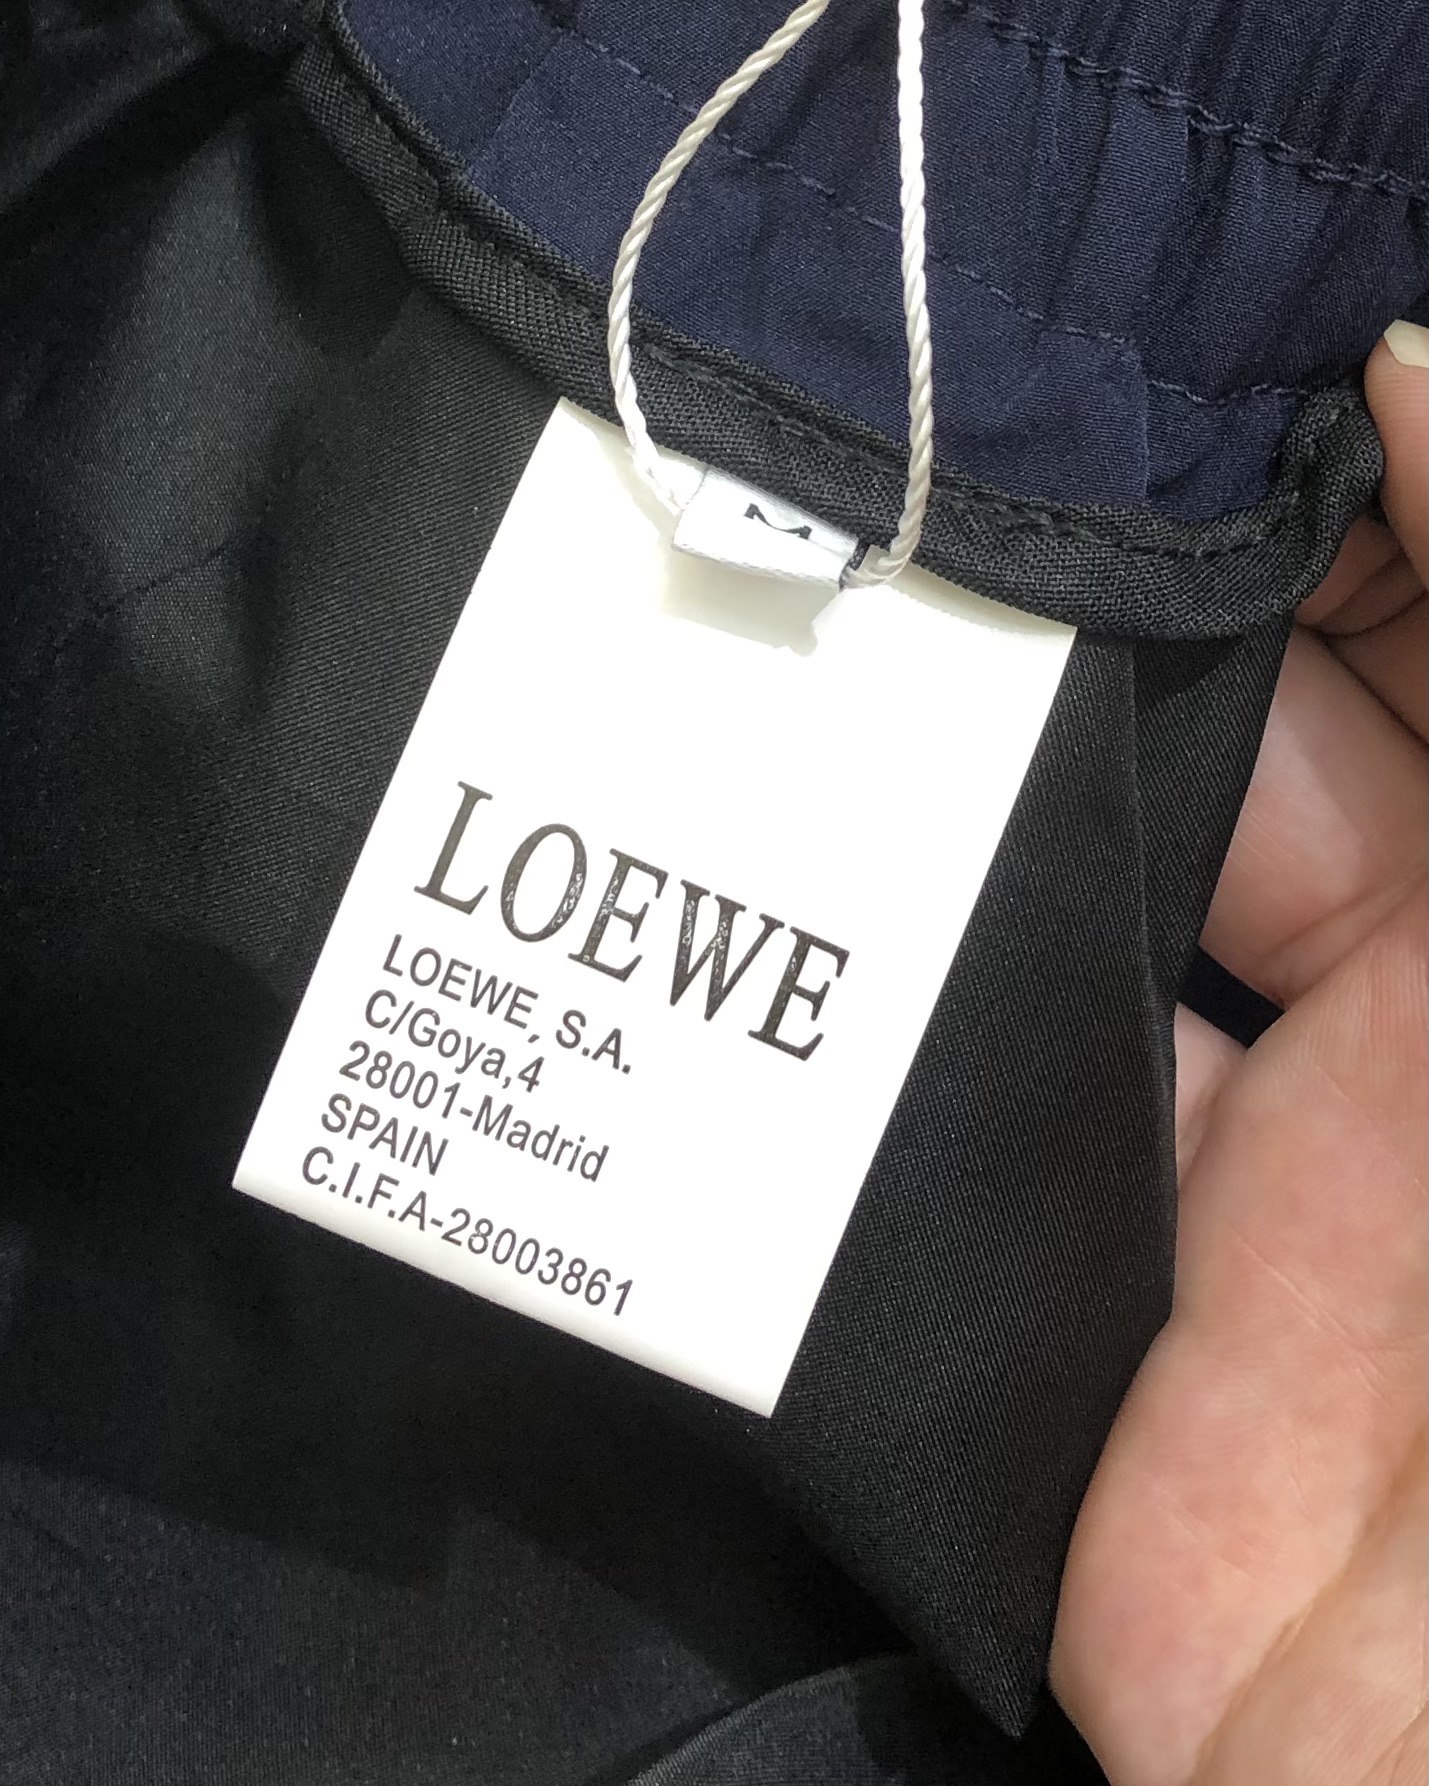 M
LOEWE
LOEWE, S.A.
C/Goya,4
28001-Madrid
SPAIN
C.I.F.A-28003861